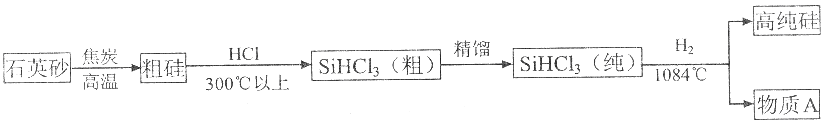 石英砂 焦炭 高温 粗硅 HCl 300℃以上 SiHCl₃（粗） 精馏 SiHCl₃（纯） H₂ 1084℃ 高纯硅
物质A